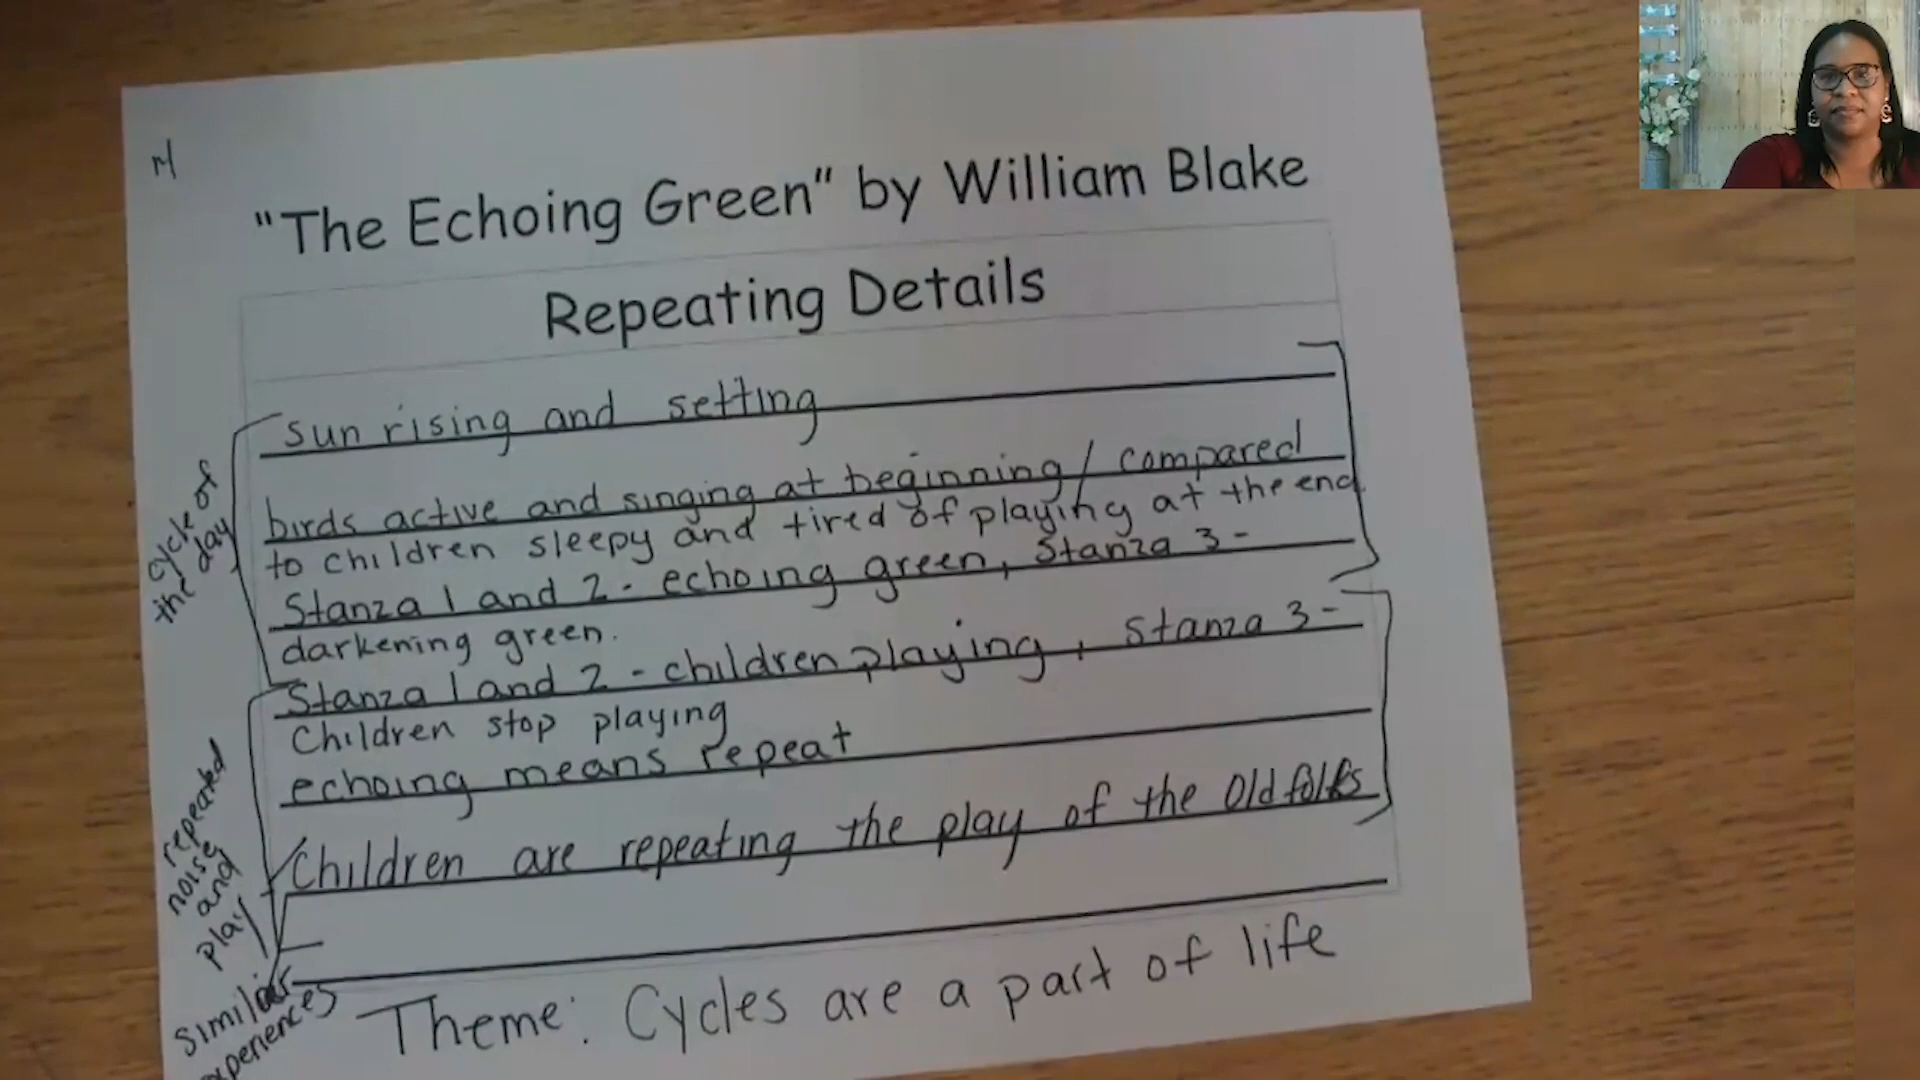 "The Echoing Green" by William Blake
Repeating Details
sun rising and setting
birds active and singing at beginning/ compared
to children sleepy and tired of playing at the end.
Stanza 1 and 2 - echoing green, Stanza 3 -
darkening green.
Stanza 1 and 2 - children playing, Stanza 3 -
Children stop playing
echoing means repeat
Children are repeating the play of the Old folks
Theme: Cycles are a part of life
cycle of
the day
repeated
noise
and
play
similar
experiences